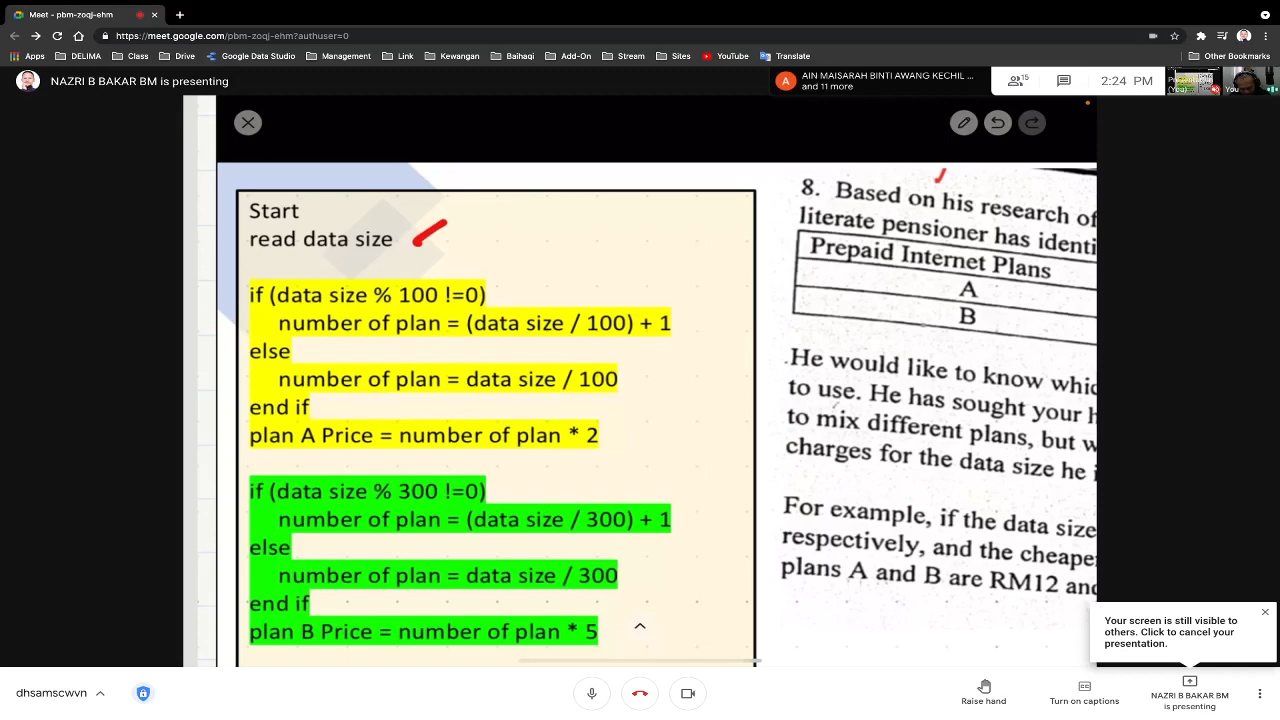 Meet - pbm-zoqj-ehm
https://meet.google.com/pbm-zoqj-ehm?authuser=0
Apps DELIMA Class Drive Google Data Studio Management Link Kewangan Baihaqi Add-On Stream Sites YouTube Translate Other Bookmarks
NAZRI B BAKAR BM is presenting
AIN MAISARAH BINTI AWANG KECHIL ...
and 11 more
15
2:24 PM
You
Start
read data size
if (data size % 100 !=0)
number of plan = (data size / 100) + 1
else
number of plan = data size / 100
end if
plan A Price = number of plan * 2
if (data size % 300 !=0)
number of plan = (data size / 300) + 1
else
number of plan = data size / 300
end if
plan B Price = number of plan * 5
8. Based on his research of
literate pensioner has identi
Prepaid Internet Plans
A
B
He would like to know whic
to use. He has sought your h
to mix different plans, but w
charges for the data size he i
For example, if the data size
respectively, and the cheape
plans A and B are RM12 and
Your screen is still visible to
others. Click to cancel your
presentation.
dhsamscwvn
Raise hand
Turn on captions
NAZRI B BAKAR BM
is presenting